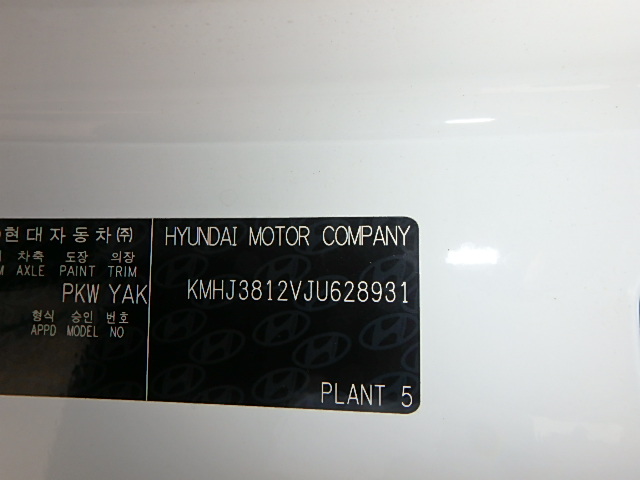 현대자동차㈜
차축 도장 의장
AXLE PAINT TRIM
PKW YAK
형식 승인 번호
APPD MODEL NO
HYUNDAI MOTOR COMPANY
KMHJ3812VJU628931
PLANT 5